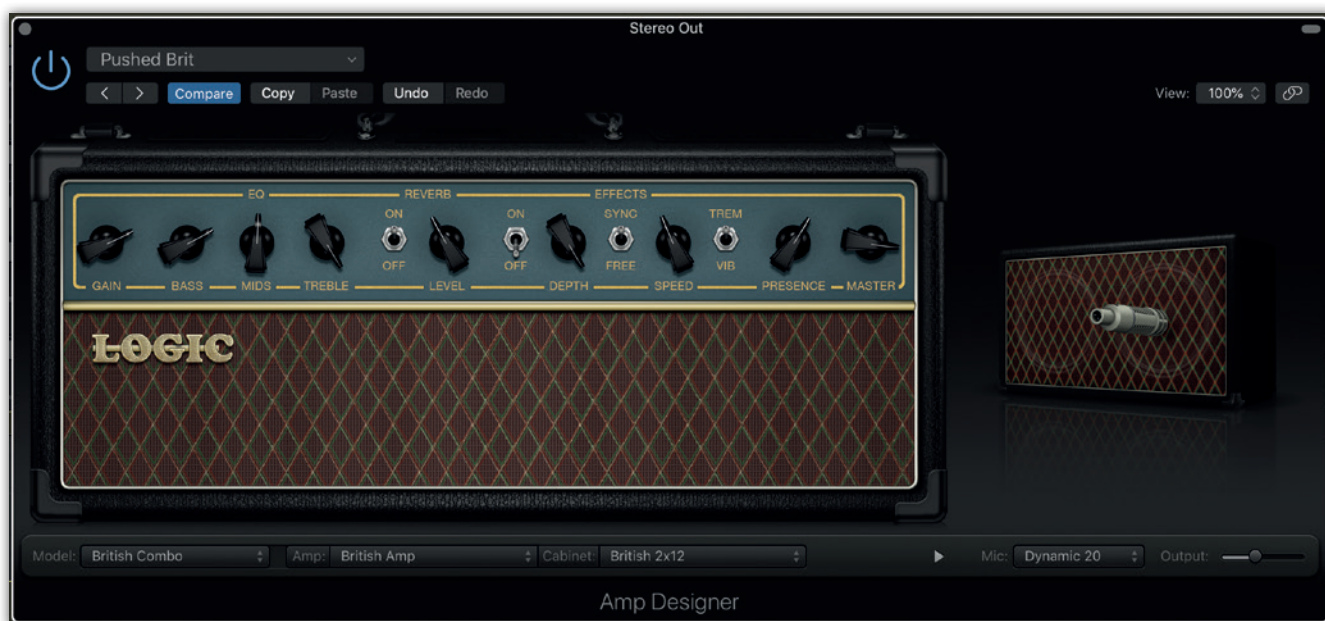 Stereo Out
Pushed Brit
Compare Copy Paste Undo Redo View: 100%
EQ REVERB EFFECTS
ON ON SYNC TREM
OFF OFF FREE VIB
GAIN BASS MIDS TREBLE LEVEL DEPTH SPEED PRESENCE MASTER
LOGIC
Model: British Combo Amp: British Amp Cabinet: British 2x12 Mic: Dynamic 20 Output:
Amp Designer